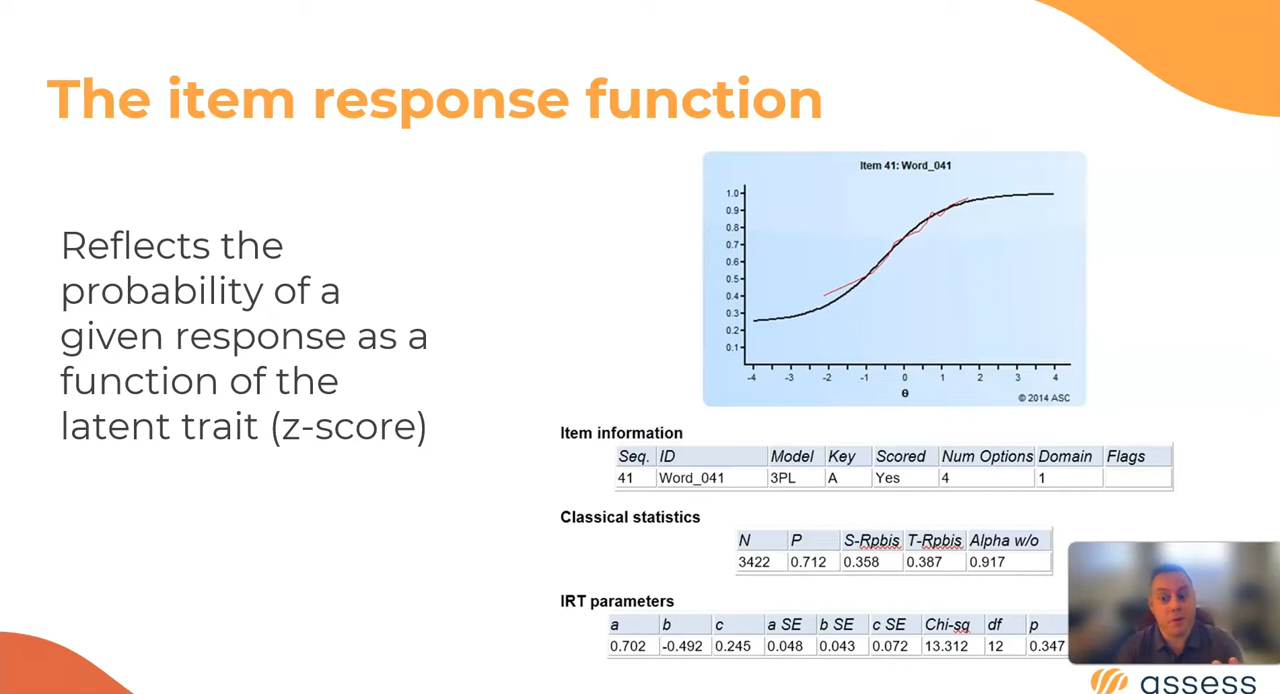 The item response function
Reflects the
probability of a
given response as a
function of the
latent trait (z-score)
Item 41: Word_041
1.0
0.9
0.8
0.7
0.6
0.5
0.4
0.3
0.2
0.1
-4 -3 -2 -1 0 1 2 3 4
θ
© 2014 ASC
Item information
Seq. ID Model Key Scored Num Options Domain Flags
41 Word_041 3PL A Yes 4 1
Classical statistics
N P S-Rpbis T-Rpbis Alpha w/o
3422 0.712 0.358 0.387 0.917
IRT parameters
a b c a SE b SE c SE Chi-sq df p
0.702 -0.492 0.245 0.048 0.043 0.072 13.312 12 0.347
assess